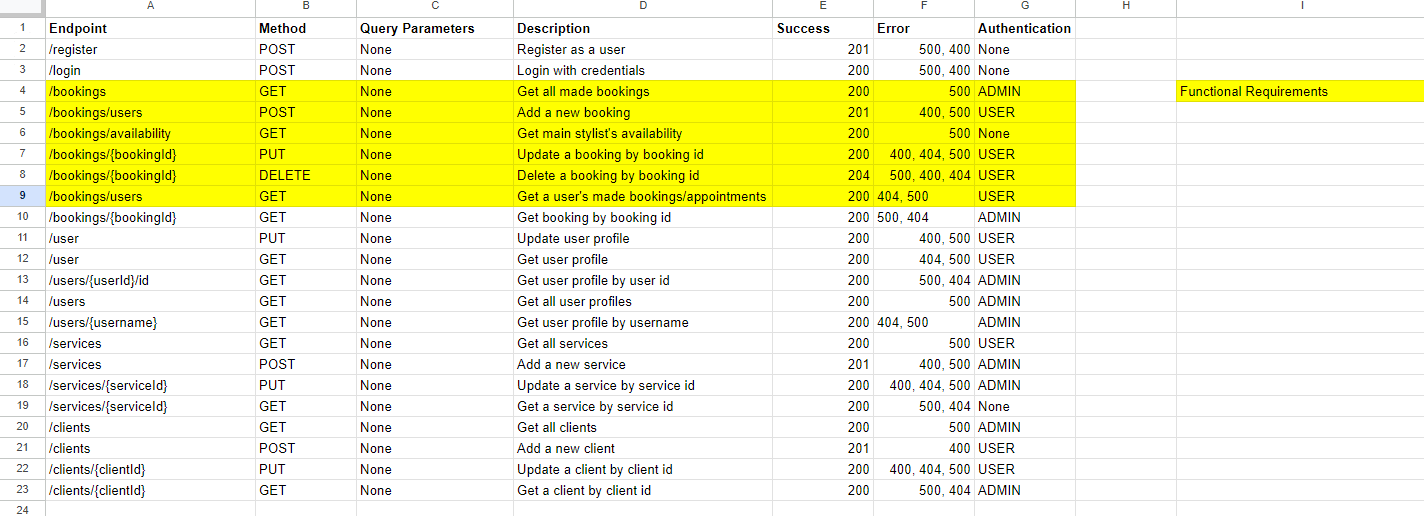 A B C D E F G H I
1 Endpoint Method Query Parameters Description Success Error Authentication
2 /register POST None Register as a user 201 500, 400 None
3 /login POST None Login with credentials 200 500, 400 None
4 /bookings GET None Get all made bookings 200 500 ADMIN Functional Requirements
5 /bookings/users POST None Add a new booking 201 400, 500 USER
6 /bookings/availability GET None Get main stylist's availability 200 500 None
7 /bookings/{bookingId} PUT None Update a booking by booking id 200 400, 404, 500 USER
8 /bookings/{bookingId} DELETE None Delete a booking by booking id 204 500, 400, 404 USER
9 /bookings/users GET None Get a user's made bookings/appointments 200 404, 500 USER
10 /bookings/{bookingId} GET None Get booking by booking id 200 500, 404 ADMIN
11 /user PUT None Update user profile 200 400, 500 USER
12 /user GET None Get user profile 200 404, 500 USER
13 /users/{userId}/id GET None Get user profile by user id 200 500, 404 ADMIN
14 /users GET None Get all user profiles 200 500 ADMIN
15 /users/{username} GET None Get user profile by username 200 404, 500 ADMIN
16 /services GET None Get all services 200 500 USER
17 /services POST None Add a new service 201 400, 500 ADMIN
18 /services/{serviceId} PUT None Update a service by service id 200 400, 404, 500 ADMIN
19 /services/{serviceId} GET None Get a service by service id 200 500, 404 None
20 /clients GET None Get all clients 200 500 ADMIN
21 /clients POST None Add a new client 201 400 USER
22 /clients/{clientId} PUT None Update a client by client id 200 400, 404, 500 USER
23 /clients/{clientId} GET None Get a client by client id 200 500, 404 ADMIN
24